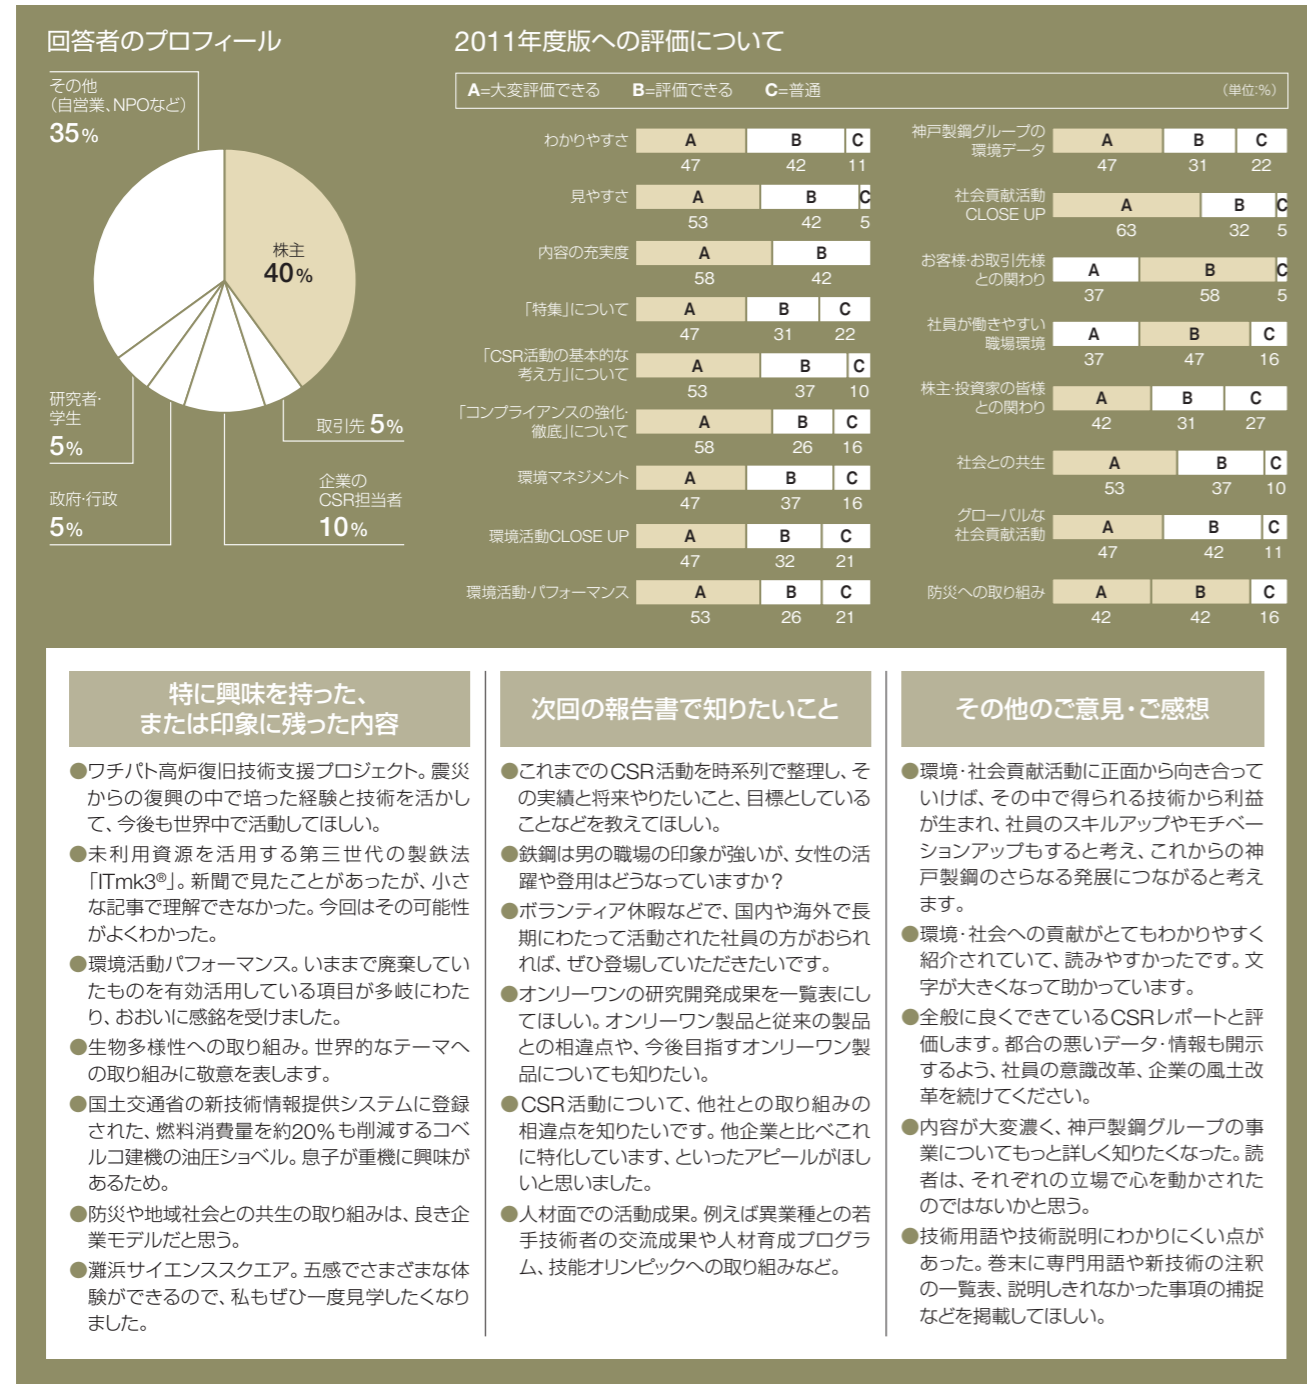 回答者のプロフィール
その他
（自営業、NPOなど）
35%
株主
40%
研究者・
学生
5%
政府・行政
5%
取引先 5%
企業の
CSR担当者
10%
2011年度版への評価について
A=大変評価できる B=評価できる C=普通 （単位:%）
わかりやすさ A B C
47 42 11
見やすさ A B C
53 42 5
内容の充実度 A B
58 42
「特集」について A B C
47 31 22
「CSR活動の基本的な
考え方」について A B C
53 37 10
「コンプライアンスの強化・
徹底」について A B C
58 26 16
環境マネジメント A B C
47 37 16
環境活動CLOSE UP A B C
47 32 21
環境活動・パフォーマンス A B C
53 26 21
神戸製鋼グループの
環境データ A B C
47 31 22
社会貢献活動
CLOSE UP A B C
63 32 5
お客様・お取引先様
との関わり A B C
37 58 5
社員が働きやすい
職場環境 A B C
37 47 16
株主・投資家の皆様
との関わり A B C
42 31 27
社会との共生 A B C
53 37 10
グローバルな
社会貢献活動 A B C
47 42 11
防災への取り組み A B C
42 42 16
特に興味を持った、
または印象に残った内容
●ワチパト高炉復旧技術支援プロジェクト。震災
からの復興の中で培った経験と技術を活かし
て、今後も世界中で活動してほしい。
●未利用資源を活用する第三世代の製鉄法
「ITmk3®」。新聞で見たことがあったが、小さ
な記事で理解できなかった。今回はその可能性
がよくわかった。
●環境活動パフォーマンス。いままで廃棄してい
たものを有効活用している項目が多岐にわた
り、おおいに感銘を受けました。
●生物多様性への取り組み。世界的なテーマへ
の取り組みに敬意を表します。
●国土交通省の新技術情報提供システムに登録
された、燃料消費量を約20%も削減するコベ
ルコ建機の油圧ショベル。息子が重機に興味が
あるため。
●防災や地域社会との共生の取り組みは、良き企
業モデルだと思う。
●灘浜サイエンススクエア。五感でさまざまな体
験ができるので、私もぜひ一度見学したくなり
ました。
次回の報告書で知りたいこと
●これまでのCSR活動を時系列で整理し、そ
の実績と将来やりたいこと、目標としている
ことなどを教えてほしい。
●鉄鋼は男の職場の印象が強いが、女性の活
躍や登用はどうなっていますか？
●ボランティア休暇などで、国内や海外で長
期にわたって活動された社員の方がおられ
れば、ぜひ登場していただきたいです。
●オンリーワンの研究開発成果を一覧表にし
てほしい。オンリーワン製品と従来の製品
との相違点や、今後目指すオンリーワン製
品についても知りたい。
●CSR活動について、他社との取り組みの
相違点を知りたいです。他企業と比べこれ
に特化しています、といったアピールがほし
いと思いました。
●人材面での活動成果。例えば異業種との若
手技術者の交流成果や人材育成プログラ
ム、技能オリンピックへの取り組みなど。
その他のご意見・ご感想
●環境・社会貢献活動に正面から向き合って
いけば、その中で得られる技術から利益
が生まれ、社員のスキルアップやモチベー
ションアップもすると考え、これからの神
戸製鋼のさらなる発展につながると考え
ます。
●環境・社会への貢献がとてもわかりやすく
紹介されていて、読みやすかったです。文
字が大きくなって助かっています。
●全般に良くできているCSRレポートと評
価します。都合の悪いデータ・情報も開示
するよう、社員の意識改革、企業の風土改
革を続けてください。
●内容が大変濃く、神戸製鋼グループの事
業についてもっと詳しく知りたくなった。読
者は、それぞれの立場で心を動かされた
のではないかと思う。
●技術用語や技術説明にわかりにくい点が
あった。巻末に専門用語や新技術の注釈
の一覧表、説明しきれなかった事項の捕捉
などを掲載してほしい。